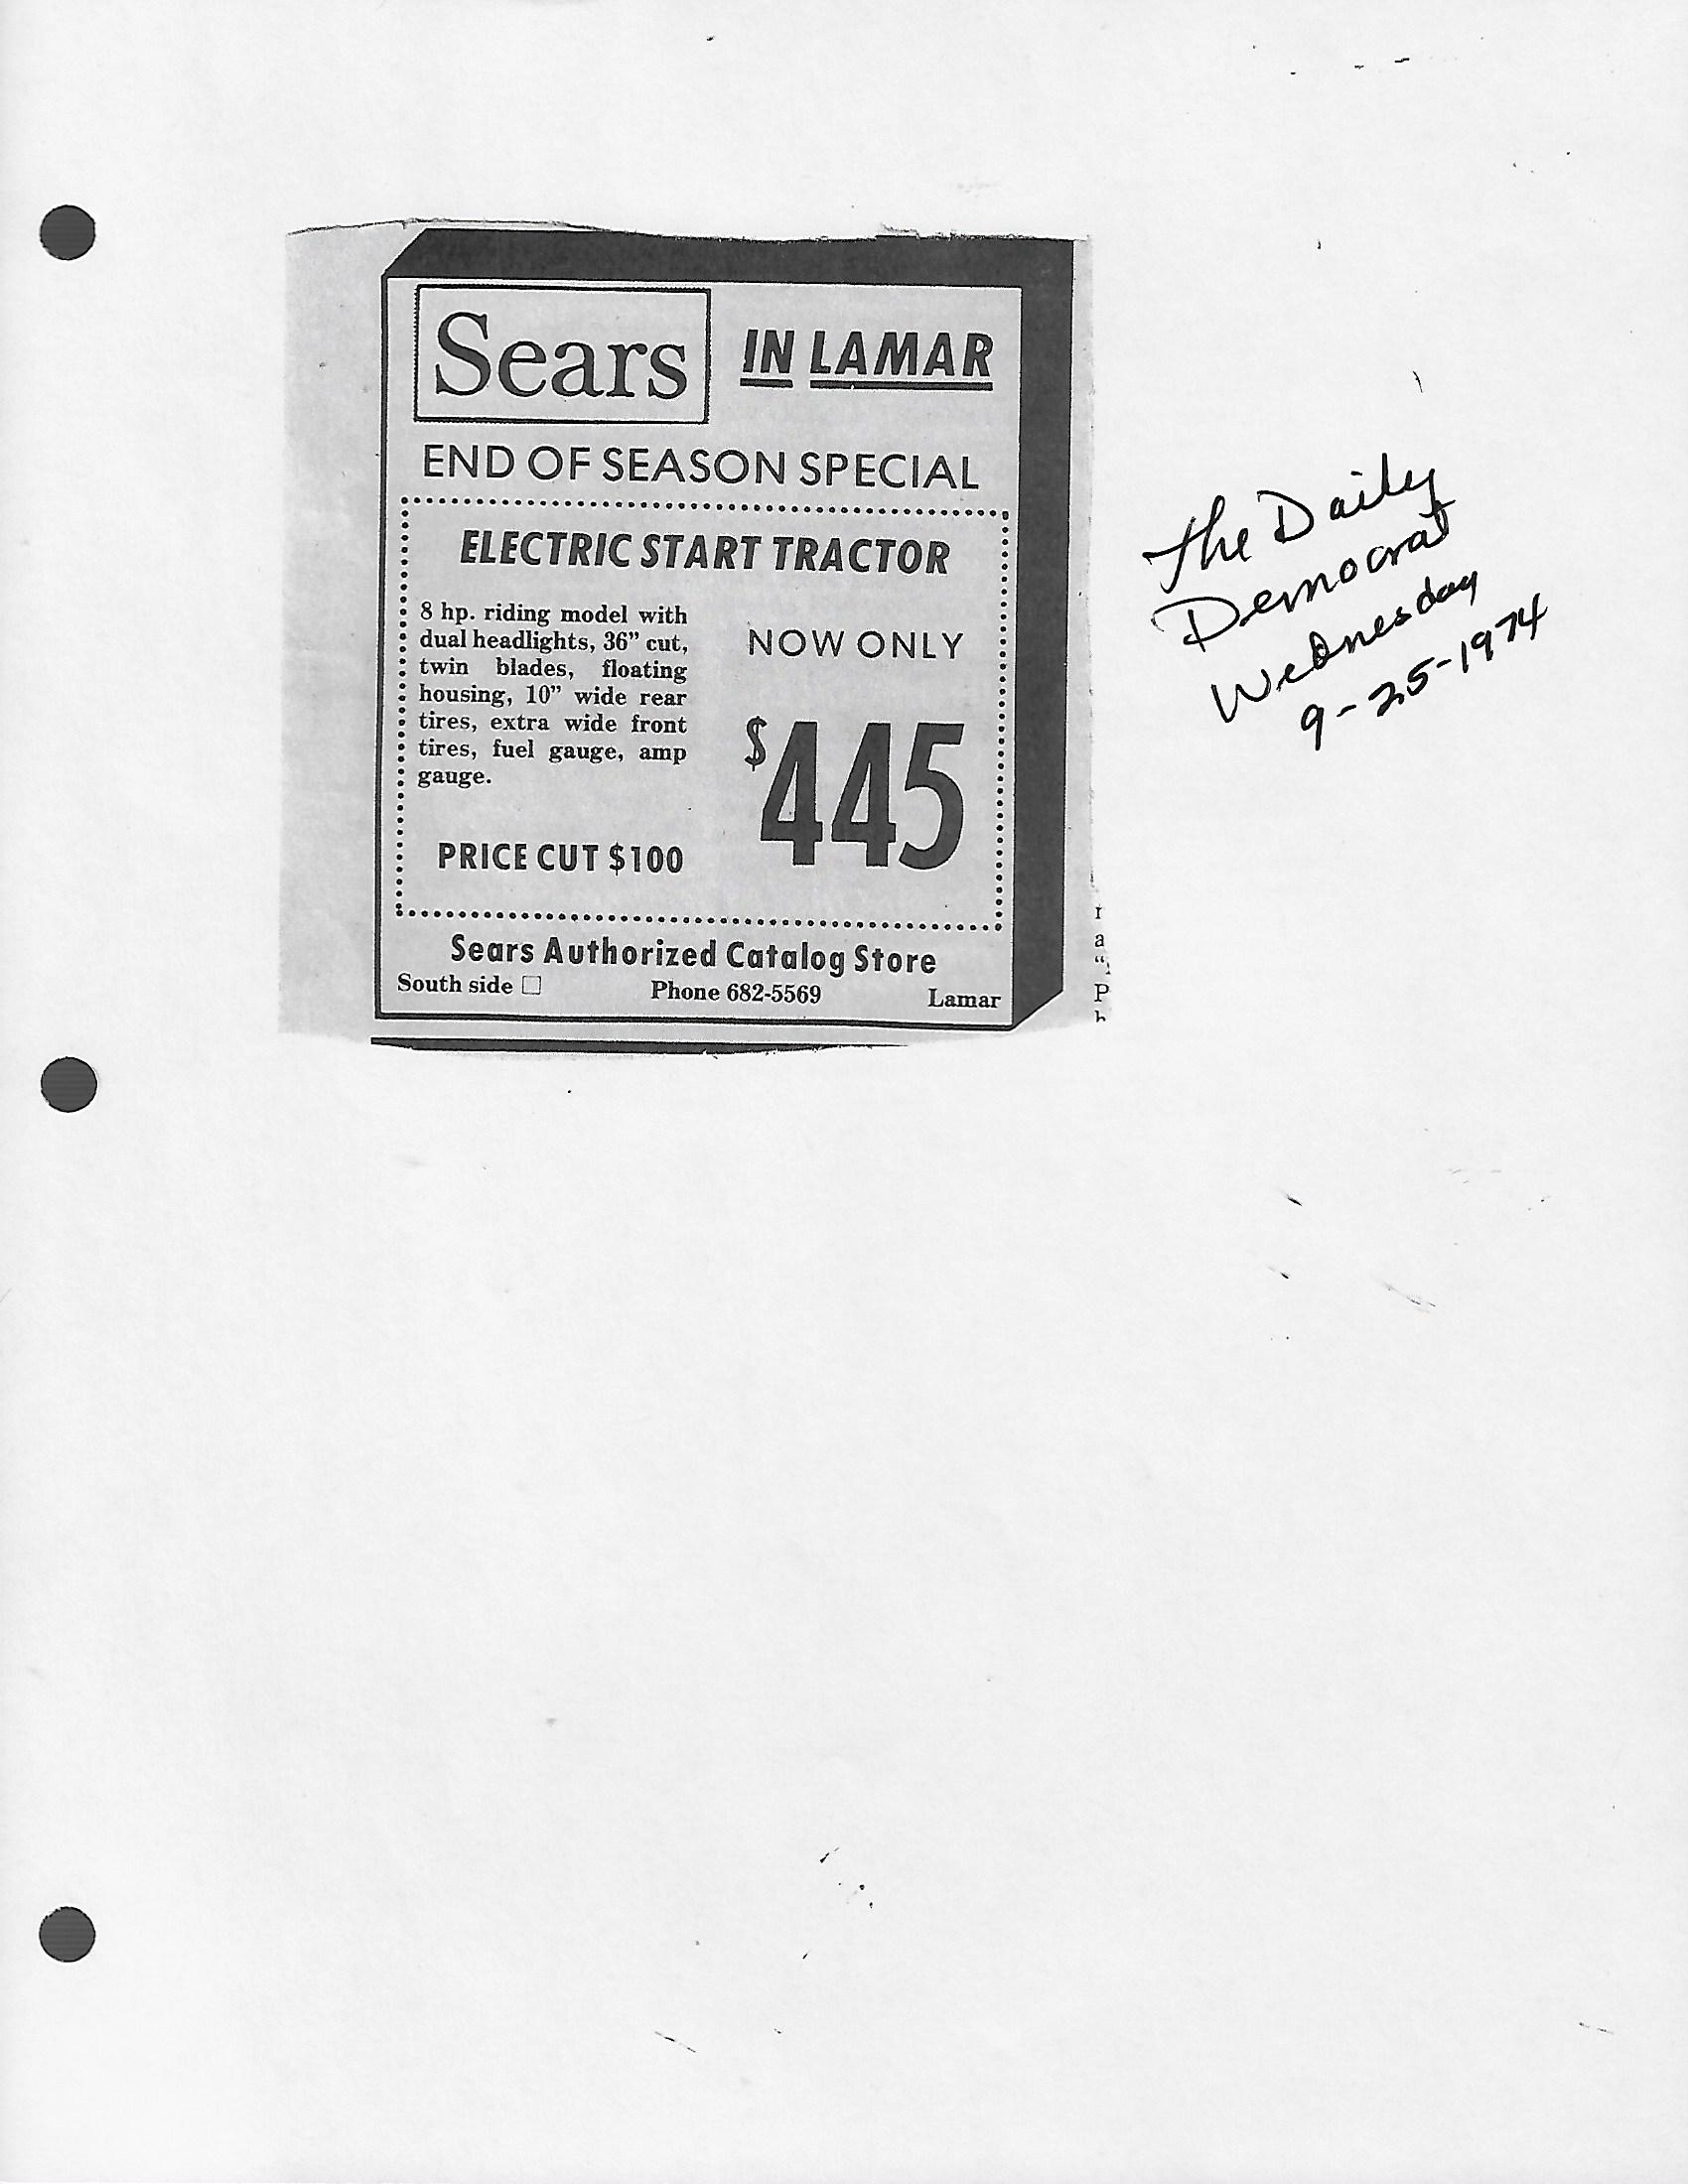 Sears IN LAMAR
END OF SEASON SPECIAL
ELECTRIC START TRACTOR
8 hp. riding model with
dual headlights, 36” cut,
twin blades, floating
housing, 10” wide rear
tires, extra wide front
tires, fuel gauge, amp
gauge.
PRICE CUT $100
NOW ONLY
$445
Sears Authorized Catalog Store
South side □ Phone 682-5569 Lamar
The Daily
Democrat
Wednesday
9-25-1974